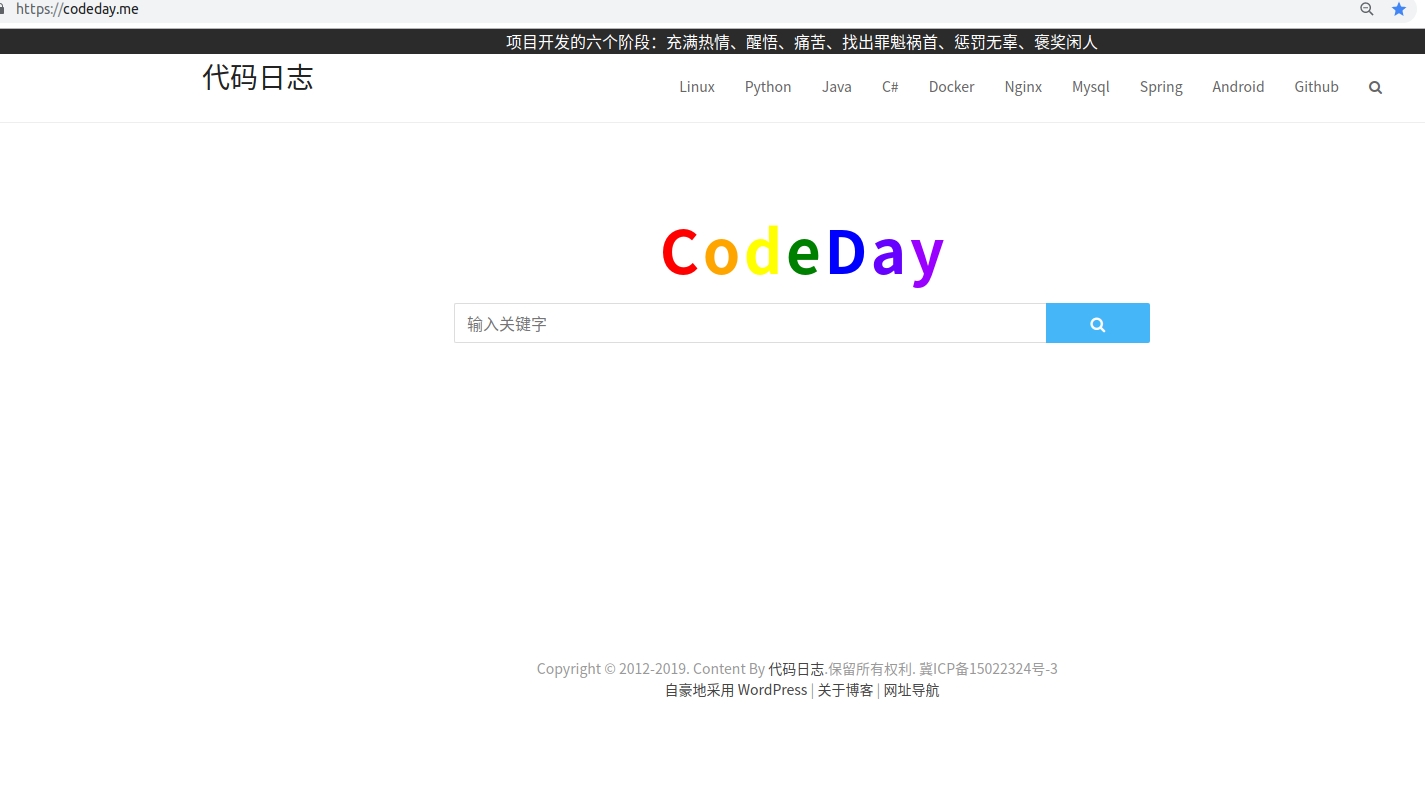 https://codeday.me
项目开发的六个阶段：充满热情、醒悟、痛苦、找出罪魁祸首、惩罚无辜、褒奖闲人
代码日志
Linux Python Java C# Docker Nginx Mysql Spring Android Github
CodeDay
输入关键字
Copyright © 2012-2019. Content By 代码日志.保留所有权利. 冀ICP备15022324号-3
自豪地采用 WordPress | 关于博客 | 网址导航